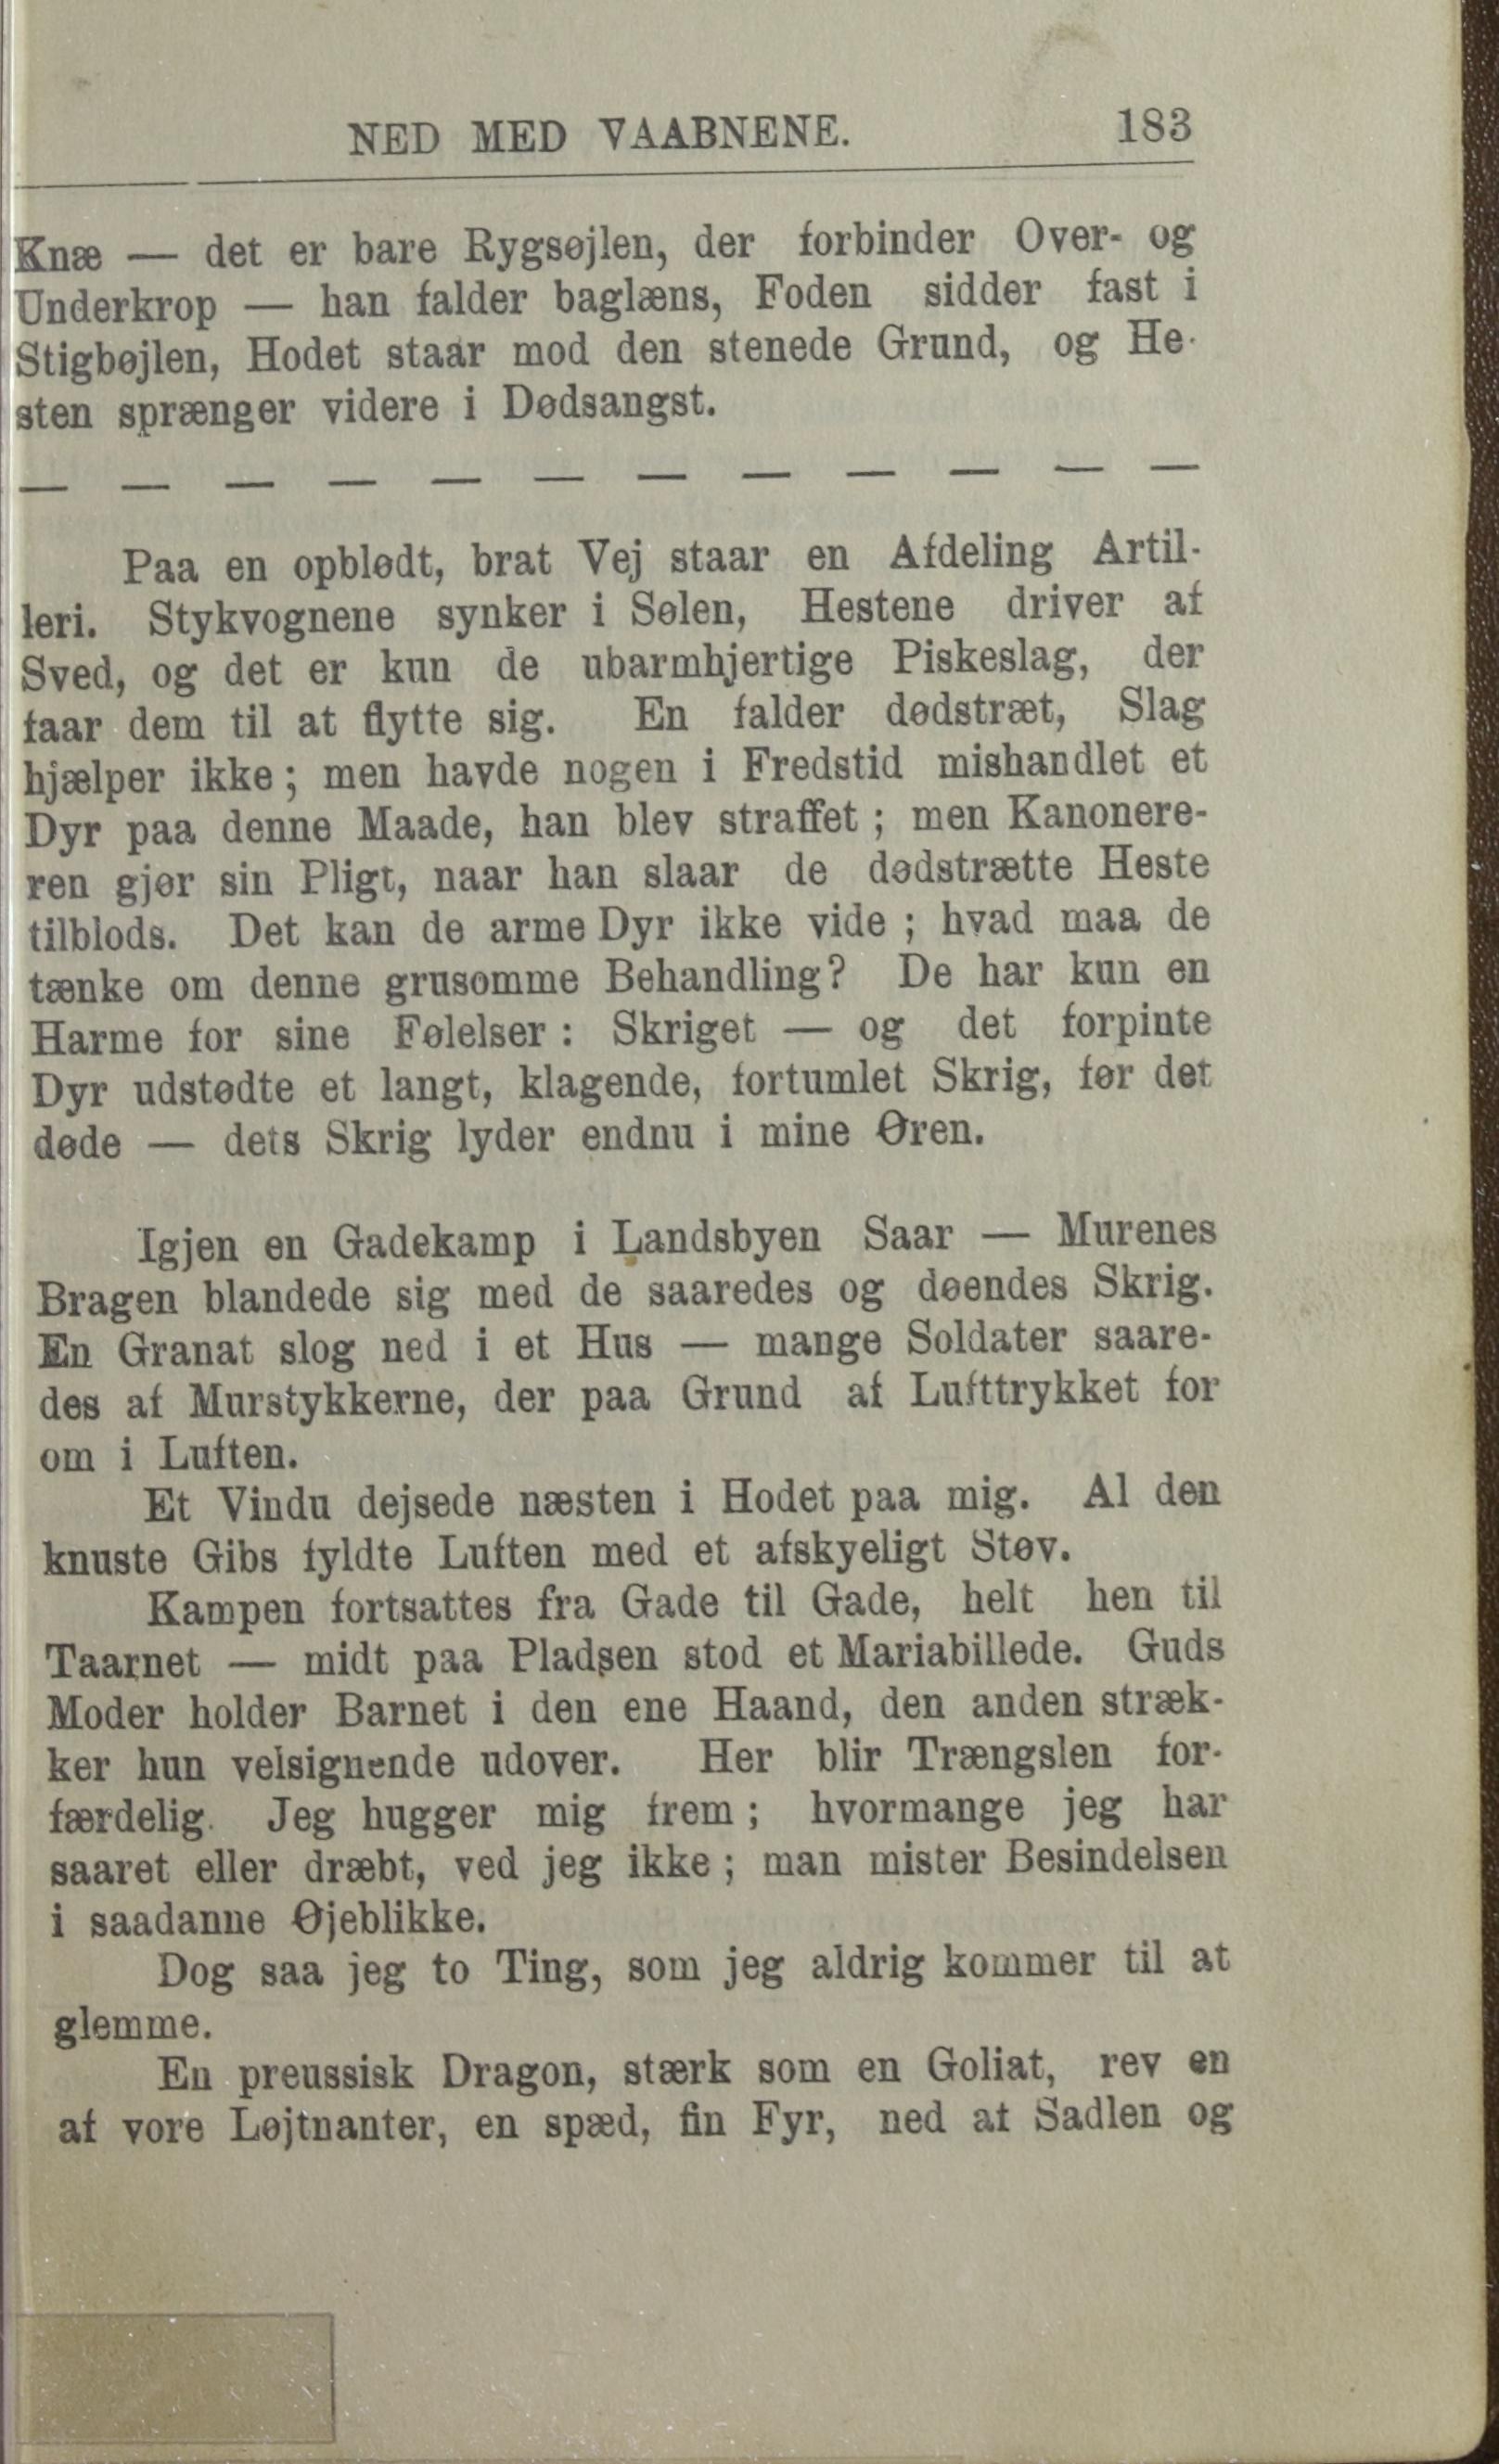 NED MED VAABNENE. 183
Knæ — det er bare Rygsøjlen, der forbinder Over- og
Underkrop — han falder baglæns, Foden sidder fast i
Stigbøjlen, Hodet staar mod den stenede Grund, og He-
sten sprænger videre i Dødsangst.
— — — — — — — — — — — —
Paa en opblødt, brat Vej staar en Afdeling Artil-
leri. Stykvognene synker i Sølen, Hestene driver af
Sved, og det er kun de ubarmhjertige Piskeslag, der
faar dem til at flytte sig. En falder dødstræt, Slag
hjælper ikke; men havde nogen i Fredstid mishandlet et
Dyr paa denne Maade, han blev straffet; men Kanonere-
ren gjør sin Pligt, naar han slaar de dødstrætte Heste
tilblods. Det kan de arme Dyr ikke vide; hvad maa de
tænke om denne grusomme Behandling? De har kun en
Harme for sine Følelser: Skriget — og det forpinte
Dyr udstødte et langt, klagende, fortumlet Skrig, før det
døde — dets Skrig lyder endnu i mine Øren.
Igjen en Gadekamp i Landsbyen Saar — Murenes
Bragen blandede sig med de saaredes og døendes Skrig.
En Granat slog ned i et Hus — mange Soldater saare-
des af Murstykkerne, der paa Grund af Lufttrykket for
om i Luften.
Et Vindu dejsede næsten i Hodet paa mig. Al den
knuste Gibs fyldte Luften med et afskyeligt Støv.
Kampen fortsattes fra Gade til Gade, helt hen til
Taarnet — midt paa Pladsen stod et Mariabillede. Guds
Moder holder Barnet i den ene Haand, den anden stræk-
ker hun velsignende udover. Her blir Trængslen for-
færdelig. Jeg hugger mig frem; hvormange jeg har
saaret eller dræbt, ved jeg ikke; man mister Besindelsen
i saadanne Øjeblikke.
Dog saa jeg to Ting, som jeg aldrig kommer til at
glemme.
En preussisk Dragon, stærk som en Goliat, rev en
af vore Løjtnanter, en spæd, fin Fyr, ned af Sadlen og